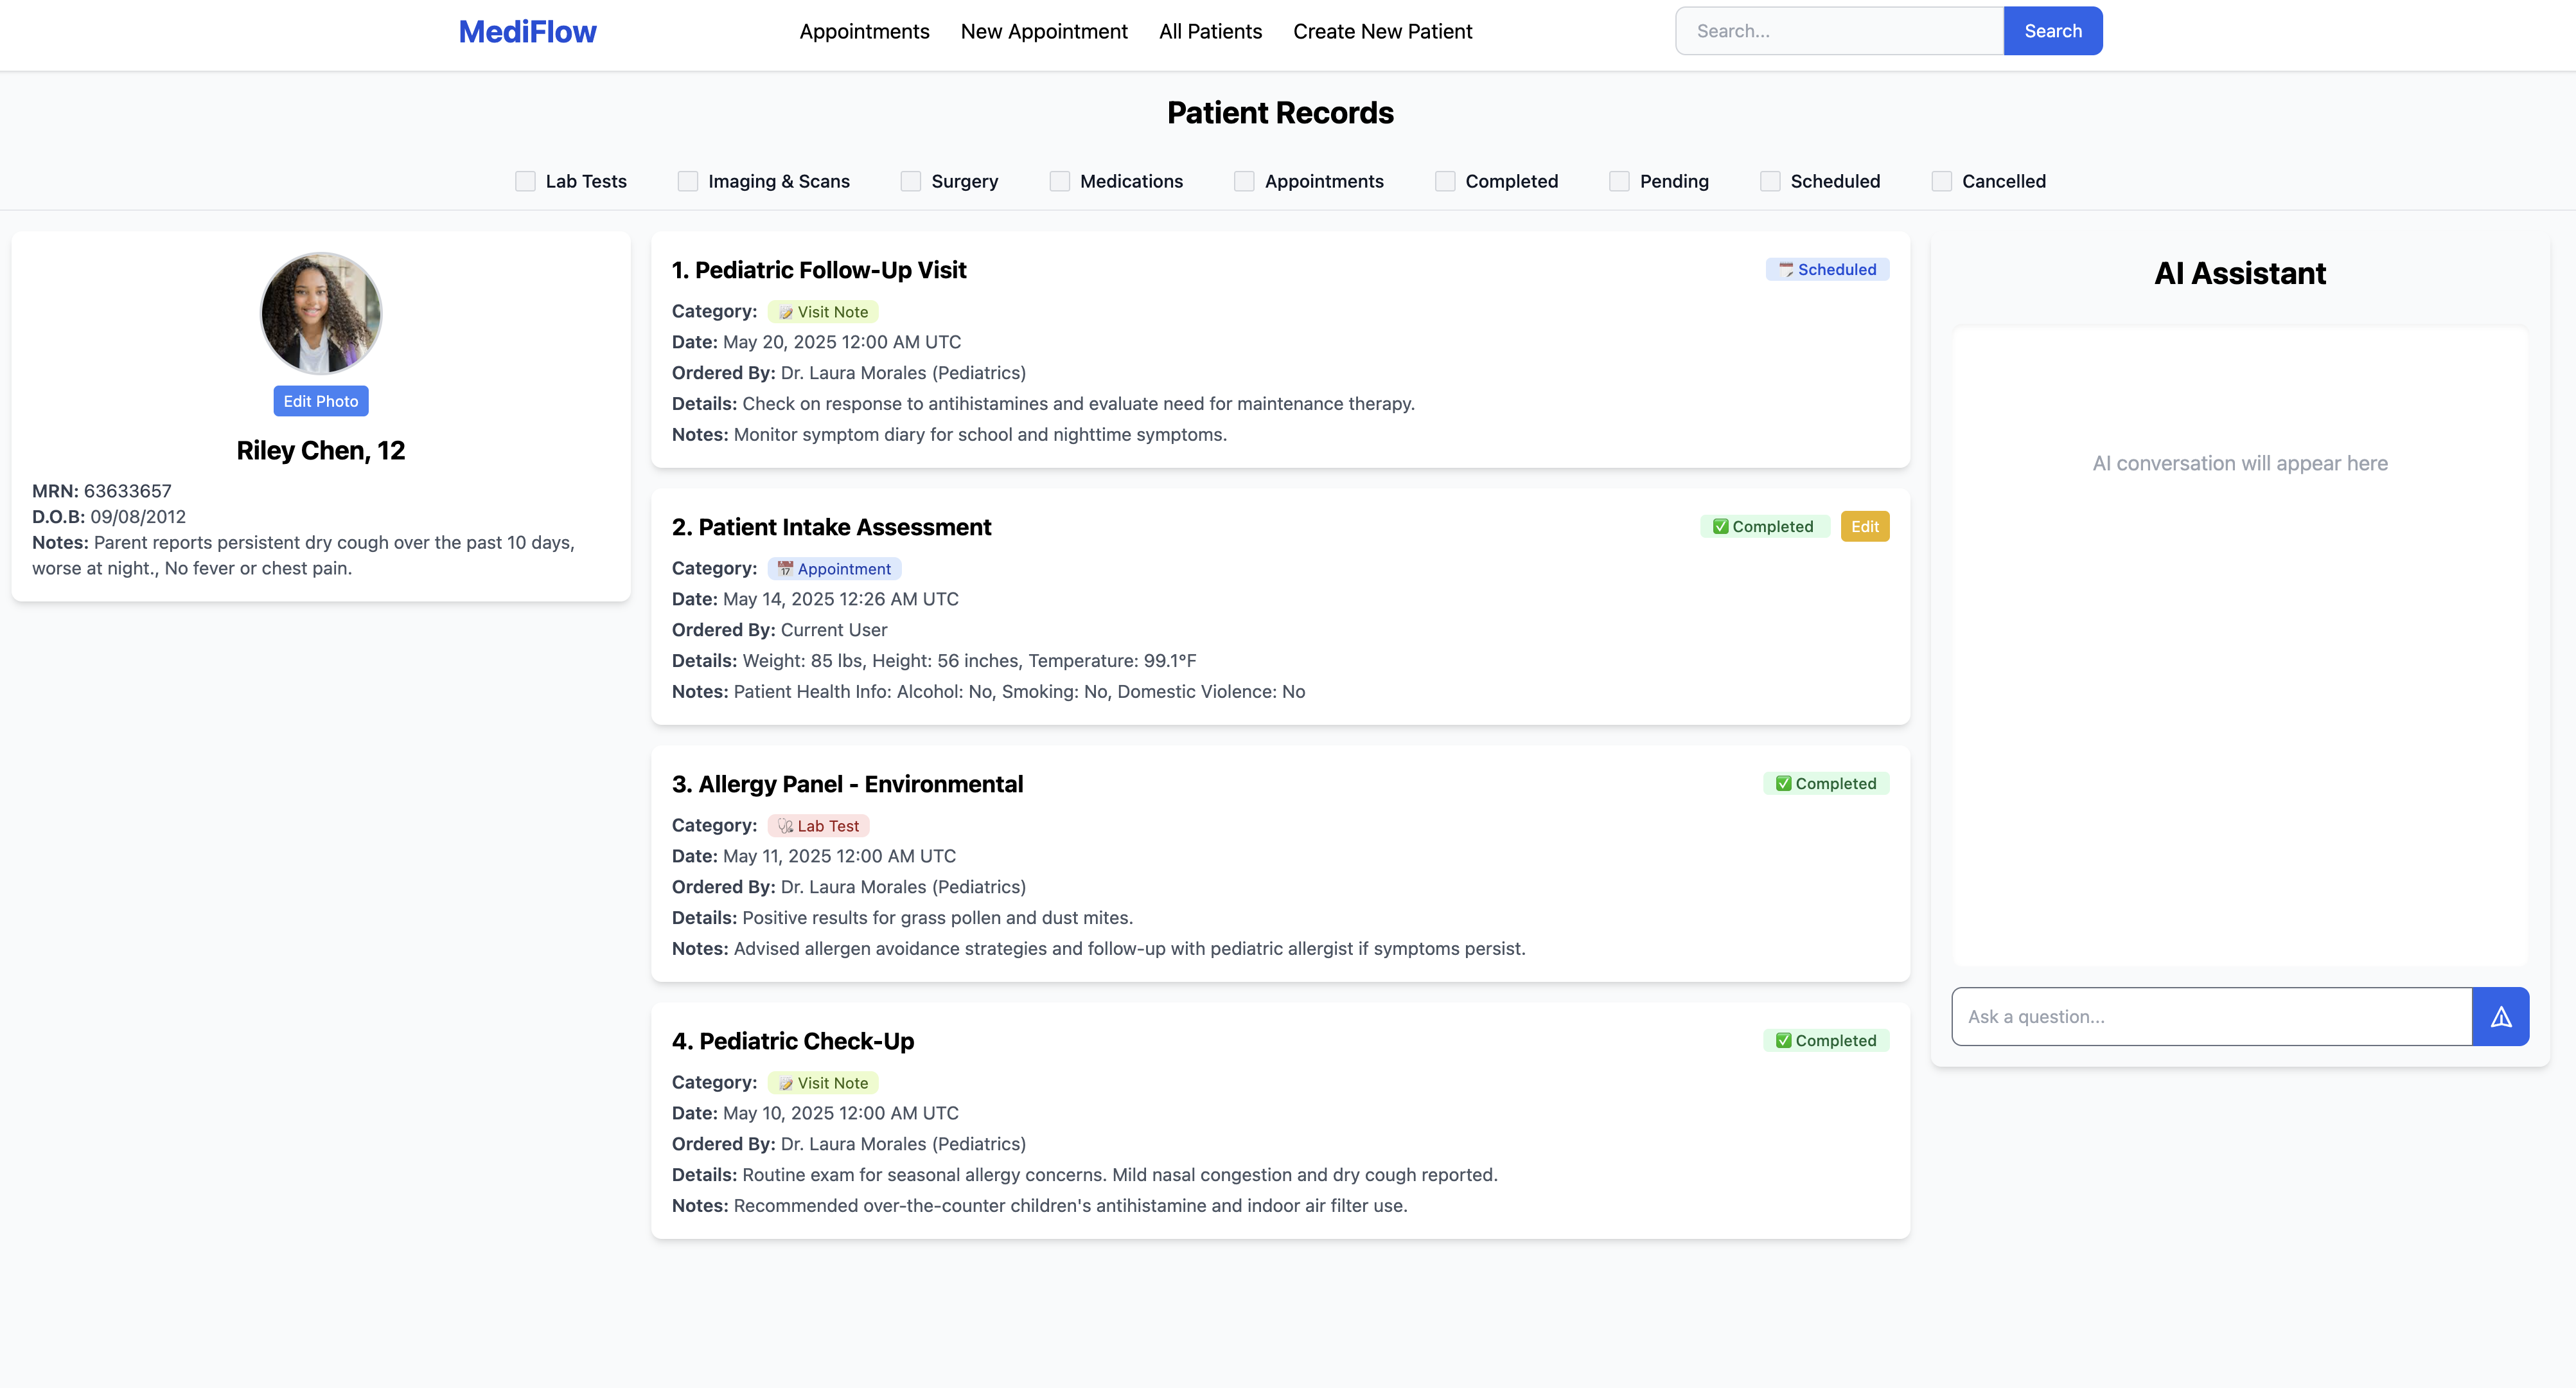 MediFlow
Appointments
New Appointment
All Patients
Create New Patient
Search...
Search
Patient Records
Lab Tests
Imaging & Scans
Surgery
Medications
Appointments
Completed
Pending
Scheduled
Cancelled
Edit Photo
Riley Chen, 12
MRN: 63633657
D.O.B: 09/08/2012
Notes: Parent reports persistent dry cough over the past 10 days,
worse at night., No fever or chest pain.
1. Pediatric Follow-Up Visit
Scheduled
Category: Visit Note
Date: May 20, 2025 12:00 AM UTC
Ordered By: Dr. Laura Morales (Pediatrics)
Details: Check on response to antihistamines and evaluate need for maintenance therapy.
Notes: Monitor symptom diary for school and nighttime symptoms.
2. Patient Intake Assessment
Completed
Edit
Category: Appointment
Date: May 14, 2025 12:26 AM UTC
Ordered By: Current User
Details: Weight: 85 lbs, Height: 56 inches, Temperature: 99.1°F
Notes: Patient Health Info: Alcohol: No, Smoking: No, Domestic Violence: No
3. Allergy Panel - Environmental
Completed
Category: Lab Test
Date: May 11, 2025 12:00 AM UTC
Ordered By: Dr. Laura Morales (Pediatrics)
Details: Positive results for grass pollen and dust mites.
Notes: Advised allergen avoidance strategies and follow-up with pediatric allergist if symptoms persist.
4. Pediatric Check-Up
Completed
Category: Visit Note
Date: May 10, 2025 12:00 AM UTC
Ordered By: Dr. Laura Morales (Pediatrics)
Details: Routine exam for seasonal allergy concerns. Mild nasal congestion and dry cough reported.
Notes: Recommended over-the-counter children's antihistamine and indoor air filter use.
AI Assistant
AI conversation will appear here
Ask a question...